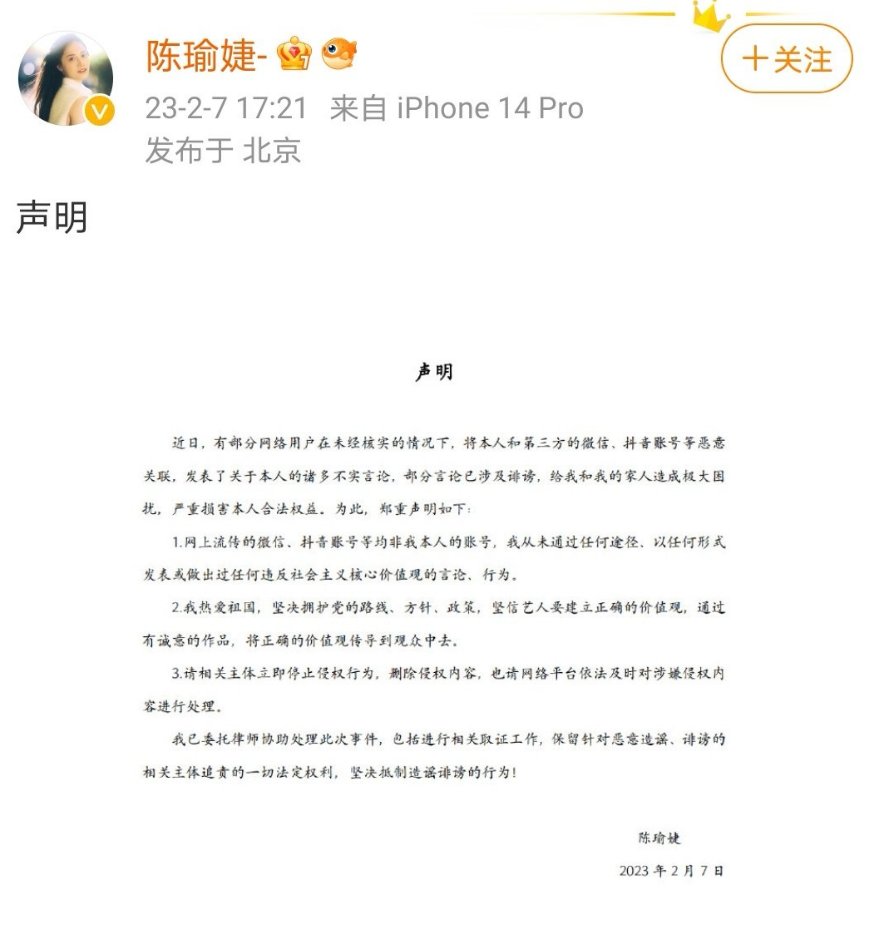 陈瑜婕-
+关注
23-2-7 17:21 来自 iPhone 14 Pro
发布于 北京
声明
声明
近日，有部分网络用户在未经核实的情况下，将本人和第三方的微信、抖音账号等恶意
关联，发表了关于本人的诸多不实言论，部分言论已涉及诽谤，给我和我的家人造成极大困
扰，严重损害本人合法权益。为此，郑重声明如下：
1.网上流传的微信、抖音账号等均非我本人的账号，我从未通过任何途径、以任何形式
发表或做出过任何违反社会主义核心价值观的言论、行为。
2.我热爱祖国，坚决拥护党的路线、方针、政策，坚信艺人要建立正确的价值观，通过
有诚意的作品，将正确的价值观传导到观众中去。
3.请相关主体立即停止侵权行为，删除侵权内容，也请网络平台依法及时对涉嫌侵权内
容进行处理。
我已委托律师协助处理此次事件，包括进行相关取证工作，保留针对恶意造谣、诽谤的
相关主体追责的一切法定权利，坚决抵制造谣诽谤的行为！
陈瑜婕
2023 年 2 月 7 日